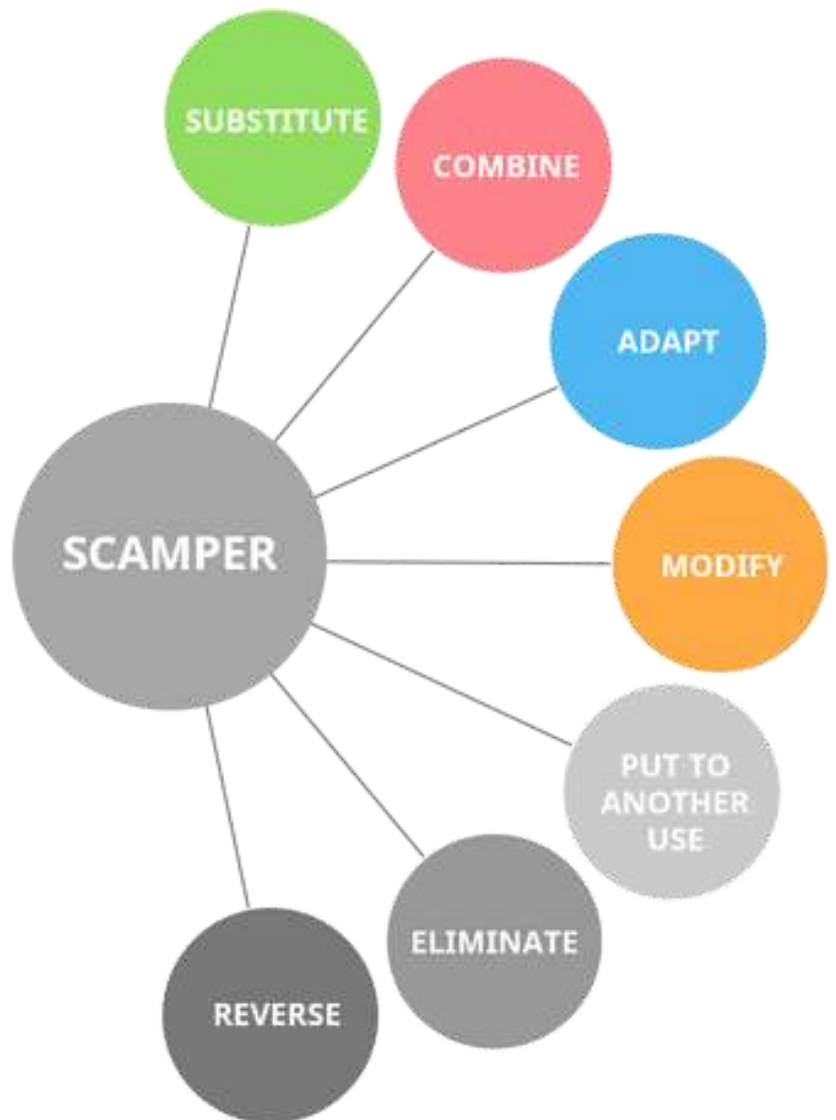 SUBSTITUTE
COMBINE
ADAPT
MODIFY
SCAMPER
PUT TO
ANOTHER
USE
ELIMINATE
REVERSE